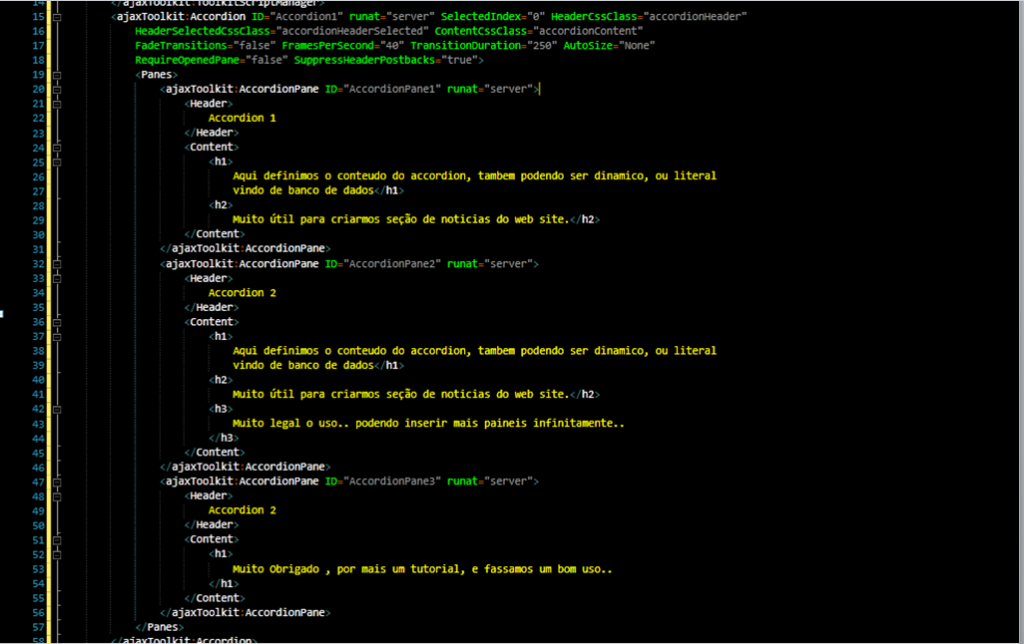 14 </ajaxToolkit:ToolkitScriptManager>
15 <ajaxToolkit:Accordion ID="Accordion1" runat="server" SelectedIndex="0" HeaderCssClass="accordionHeader"
16 HeaderSelectedCssClass="accordionHeaderSelected" ContentCssClass="accordionContent"
17 FadeTransitions="false" FramesPerSecond="40" TransitionDuration="250" AutoSize="None"
18 RequireOpenedPane="false" SuppressHeaderPostbacks="true">
19 <Panes>
20 <ajaxToolkit:AccordionPane ID="AccordionPane1" runat="server">
21 <Header>
22 Accordion 1
23 </Header>
24 <Content>
25 <h1>
26 Aqui definimos o conteudo do accordion, tambem podendo ser dinamico, ou literal
27 vindo de banco de dados</h1>
28 <h2>
29 Muito útil para criarmos seção de noticias do web site.</h2>
30 </Content>
31 </ajaxToolkit:AccordionPane>
32 <ajaxToolkit:AccordionPane ID="AccordionPane2" runat="server">
33 <Header>
34 Accordion 2
35 </Header>
36 <Content>
37 <h1>
38 Aqui definimos o conteudo do accordion, tambem podendo ser dinamico, ou literal
39 vindo de banco de dados</h1>
40 <h2>
41 Muito útil para criarmos seção de noticias do web site.</h2>
42 <h3>
43 Muito legal o uso.. podendo inserir mais paineis infinitamente..
44 </h3>
45 </Content>
46 </ajaxToolkit:AccordionPane>
47 <ajaxToolkit:AccordionPane ID="AccordionPane3" runat="server">
48 <Header>
49 Accordion 2
50 </Header>
51 <Content>
52 <h1>
53 Muito Obrigado , por mais um tutorial, e fassamos um bom uso..
54 </h1>
55 </Content>
56 </ajaxToolkit:AccordionPane>
57 </Panes>
58 </ajaxToolkit:Accordion>